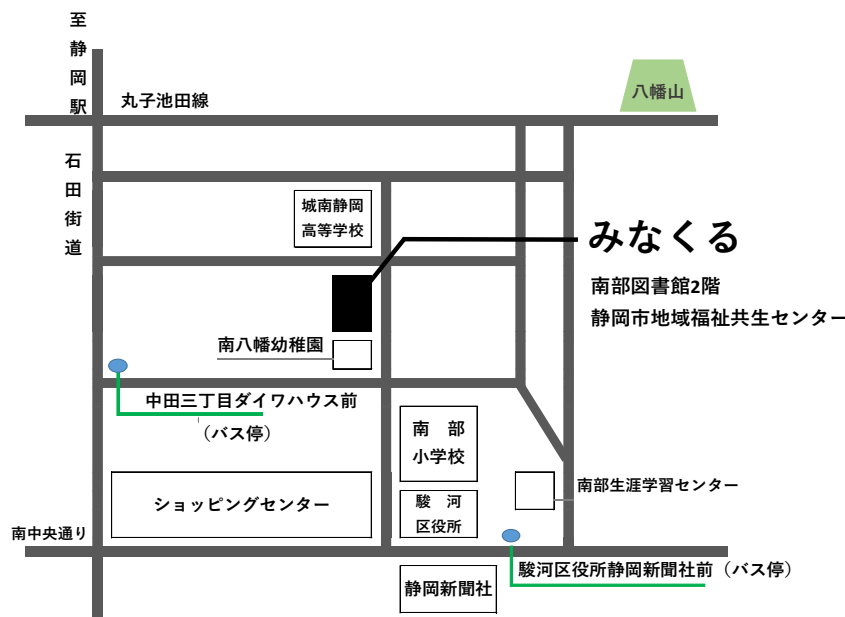 至静岡駅
丸子池田線
八幡山
石田街道
城南静岡
高等学校
みなくる
南部図書館2階
静岡市地域福祉共生センター
南八幡幼稚園
中田三丁目ダイワハウス前
（バス停）
南　部
小学校
ショッピングセンター
駿　河
区役所
南部生涯学習センター
南中央通り
駿河区役所静岡新聞社前（バス停）
静岡新聞社